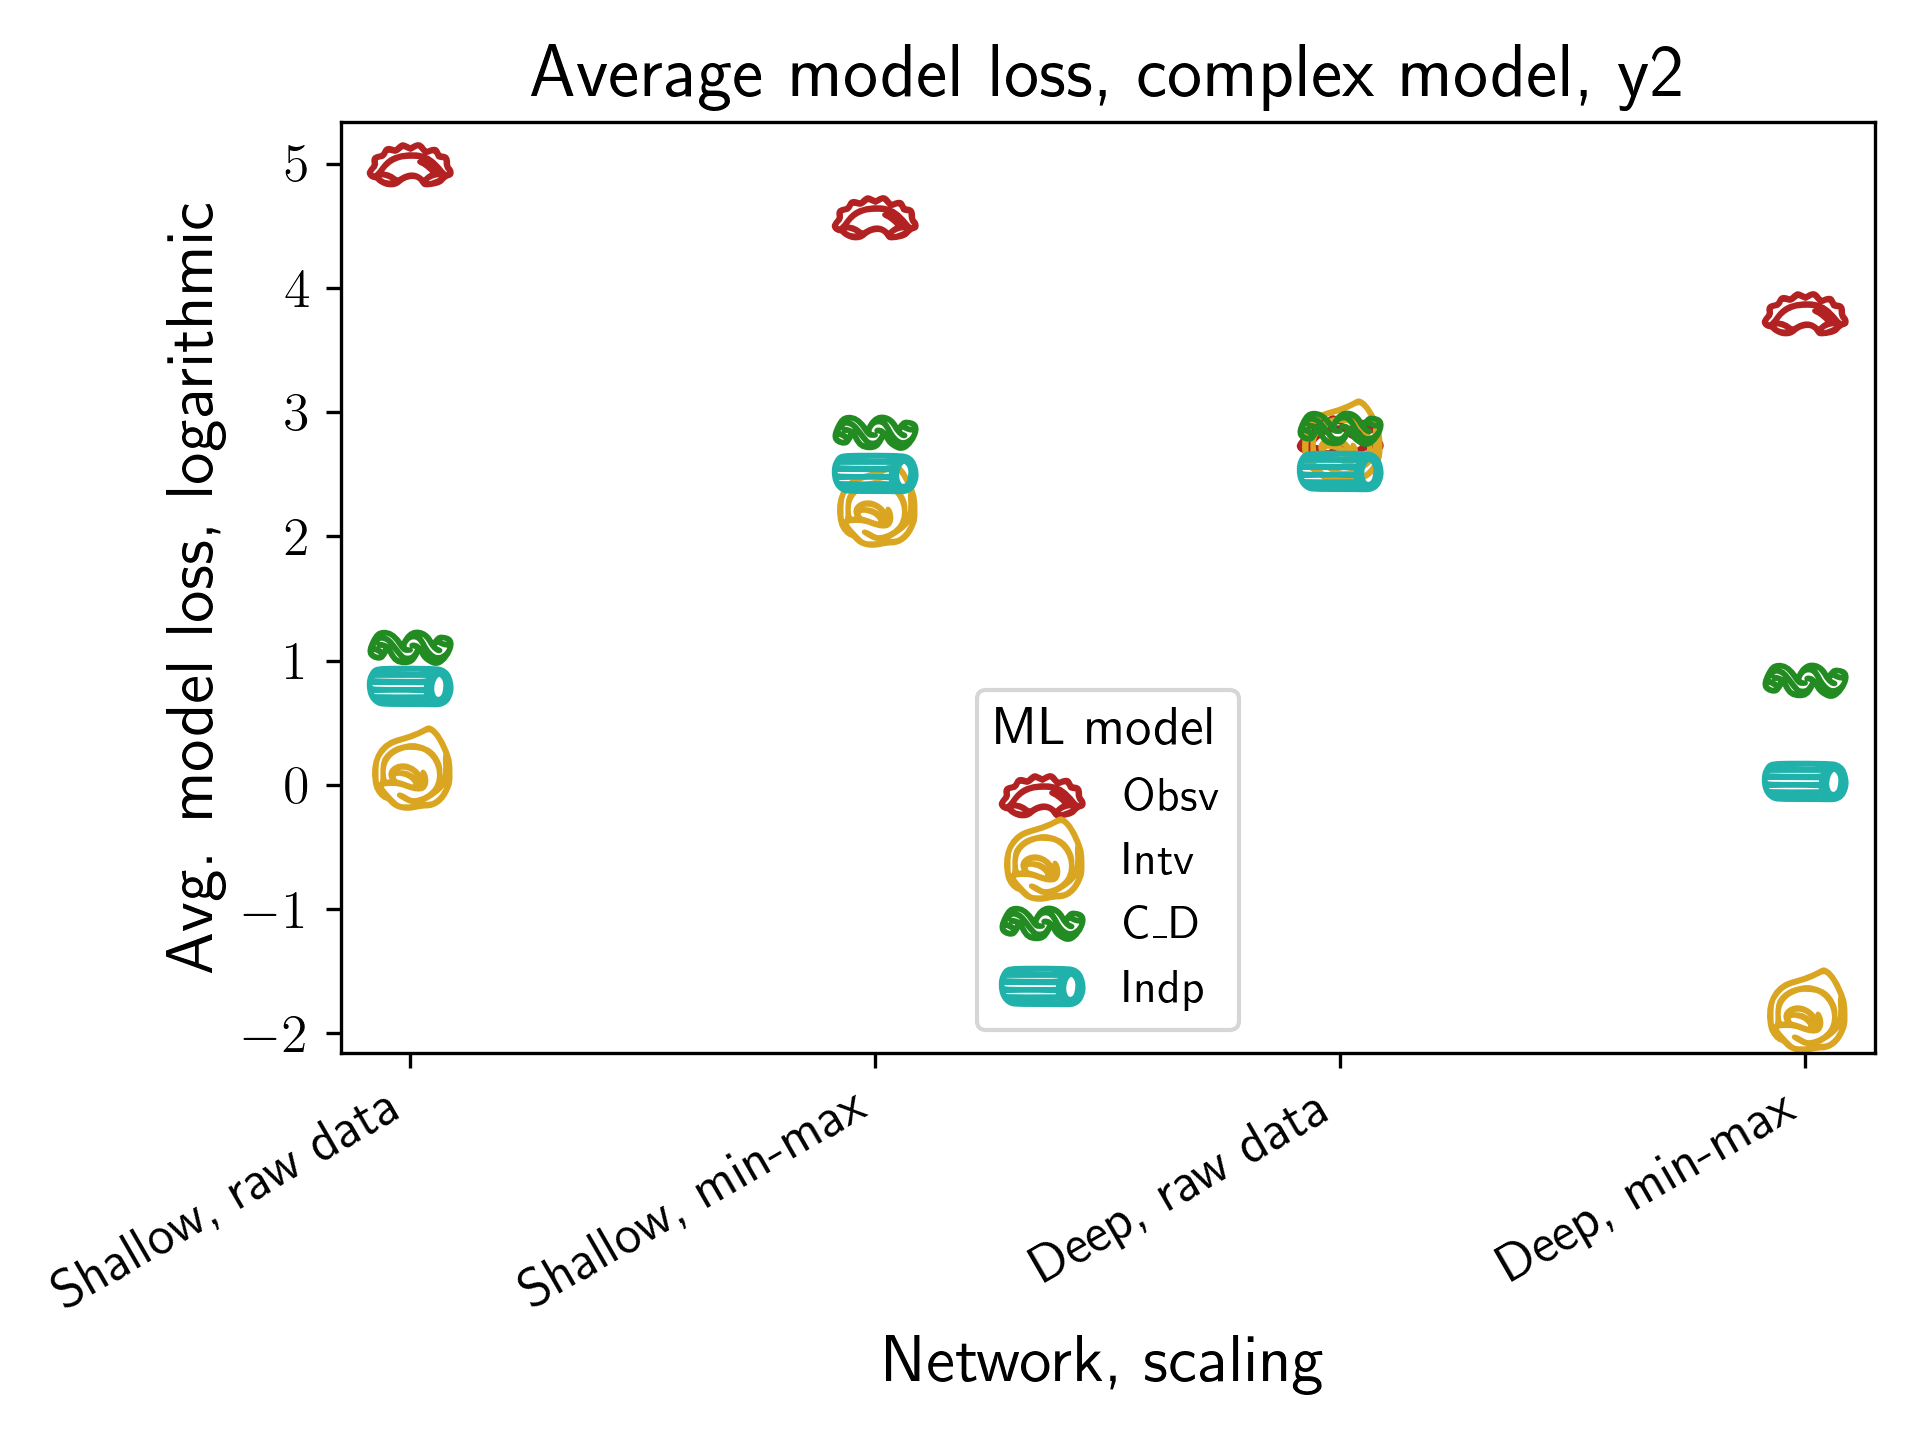 Average model loss, complex model, y2
Avg. model loss, logarithmic
5
4
3
2
1
0
−1
−2
ML model
Obsv
Intv
C_D
Indp
Shallow, raw data
Shallow, min-max
Deep, raw data
Deep, min-max
Network, scaling